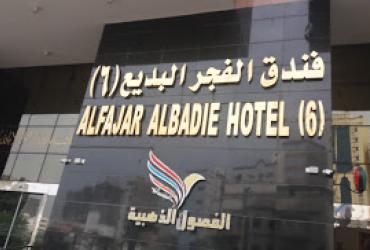 فندق الفجر البديع (٦)
ALFAJAR ALBADIE HOTEL (6)
الفصول الذهبية